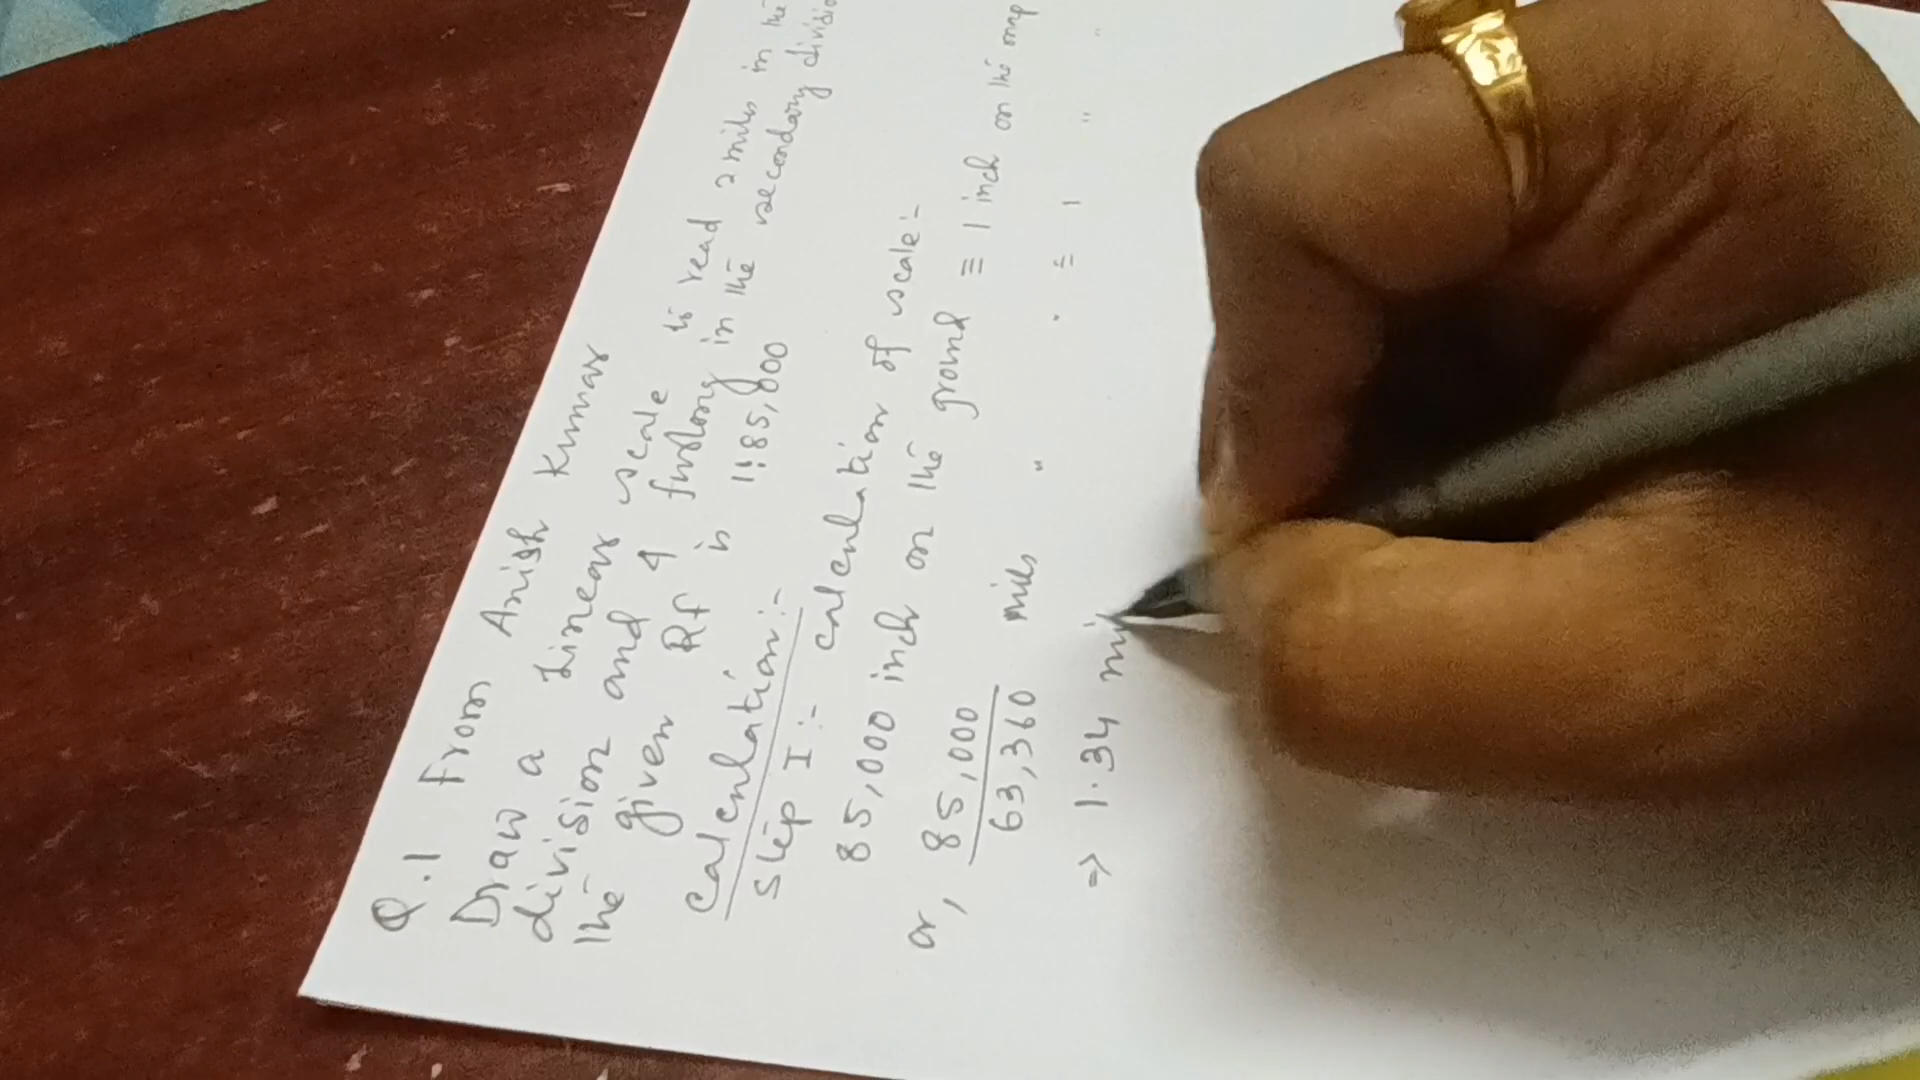 Q.1 From Anish Kumar
Draw a Linear scale to read 2 miles in the
division and 4 furlong in the secondary divisio
the given Rf is 1:85,000
Calculation:-
Step I :- calculation of scale:-
85,000 inch on the ground = 1 inch on the map
or, 85,000
63,360 miles " " = 1 " "
⇒ 1.34 mi